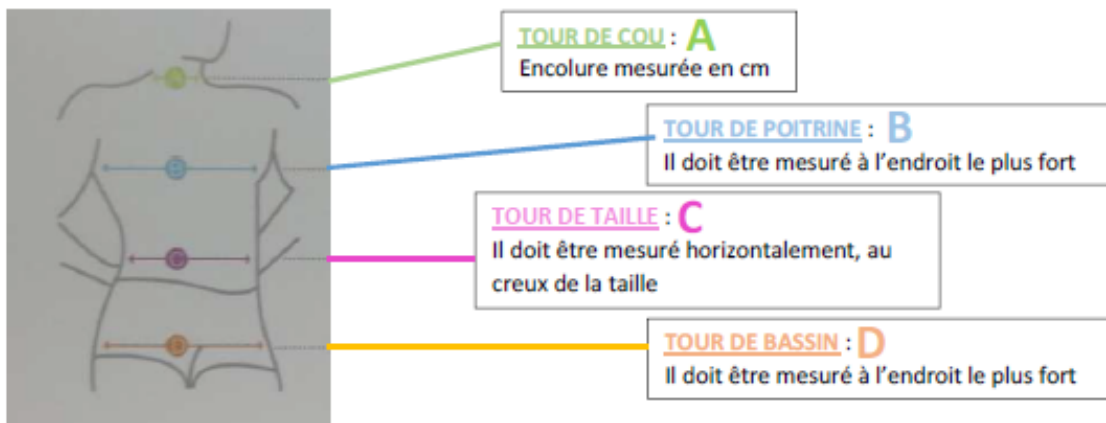 TOUR DE COU : A
Encolure mesurée en cm
TOUR DE POITRINE : B
Il doit être mesuré à l'endroit le plus fort
TOUR DE TAILLE : C
Il doit être mesuré horizontalement, au
creux de la taille
TOUR DE BASSIN : D
Il doit être mesuré à l'endroit le plus fort